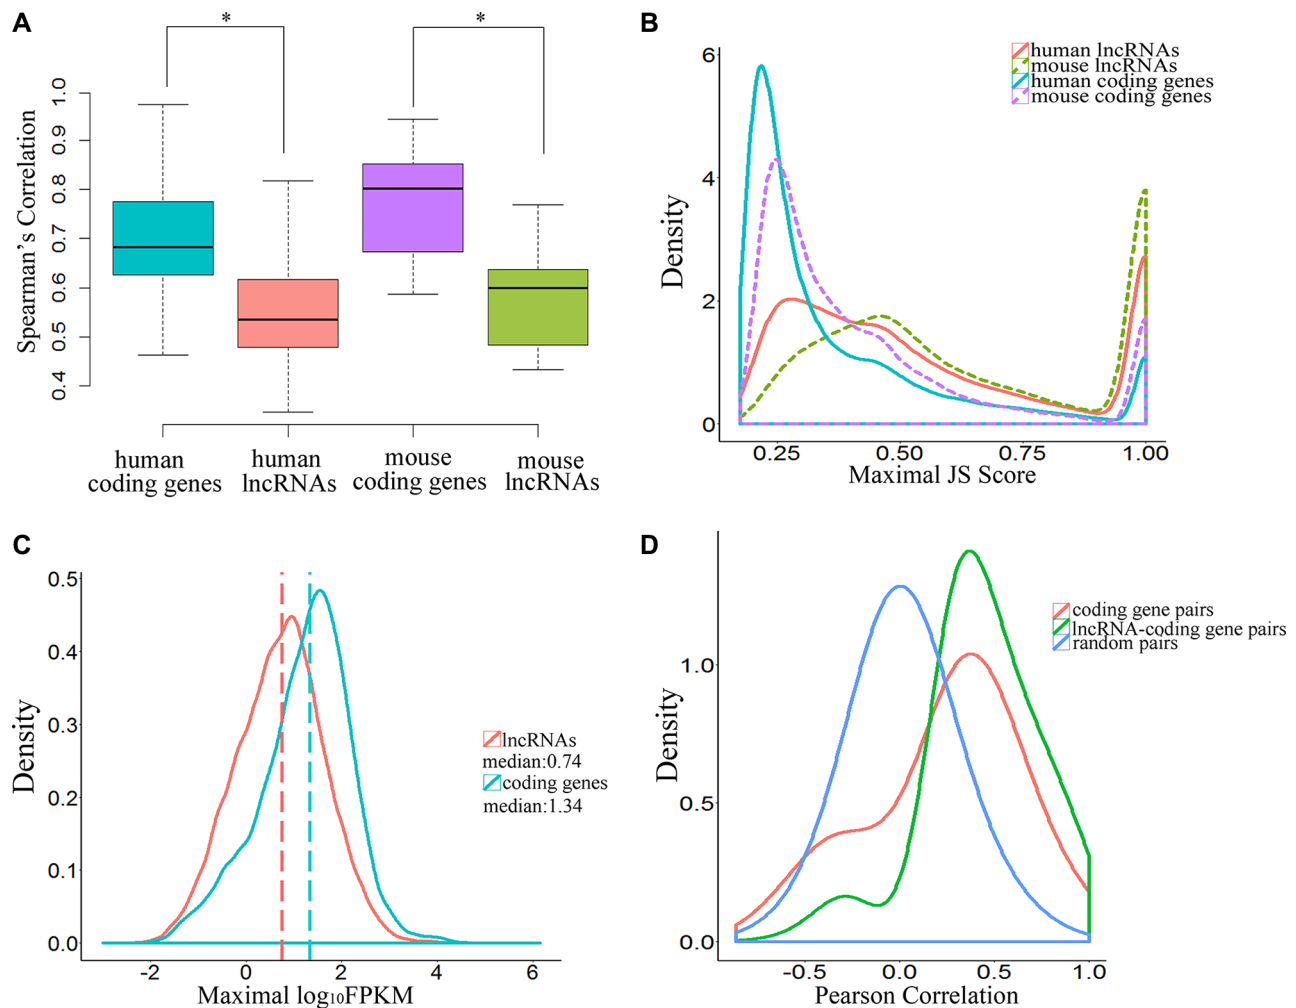 A
*
*
Spearman's Correlation
1.0
0.9
0.8
0.7
0.6
0.5
0.4
human
coding genes
human
lncRNAs
mouse
coding genes
mouse
lncRNAs
B
human lncRNAs
mouse lncRNAs
human coding genes
mouse coding genes
Density
6
4
2
0
0.25
0.50
0.75
1.00
Maximal JS Score
C
Density
0.5
0.4
0.3
0.2
0.1
0.0
lncRNAs
median:0.74
coding genes
median:1.34
-2
0
2
4
6
Maximal log₁₀FPKM
D
coding gene pairs
lncRNA-coding gene pairs
random pairs
Density
1.0
0.5
0.0
-0.5
0.0
0.5
1.0
Pearson Correlation